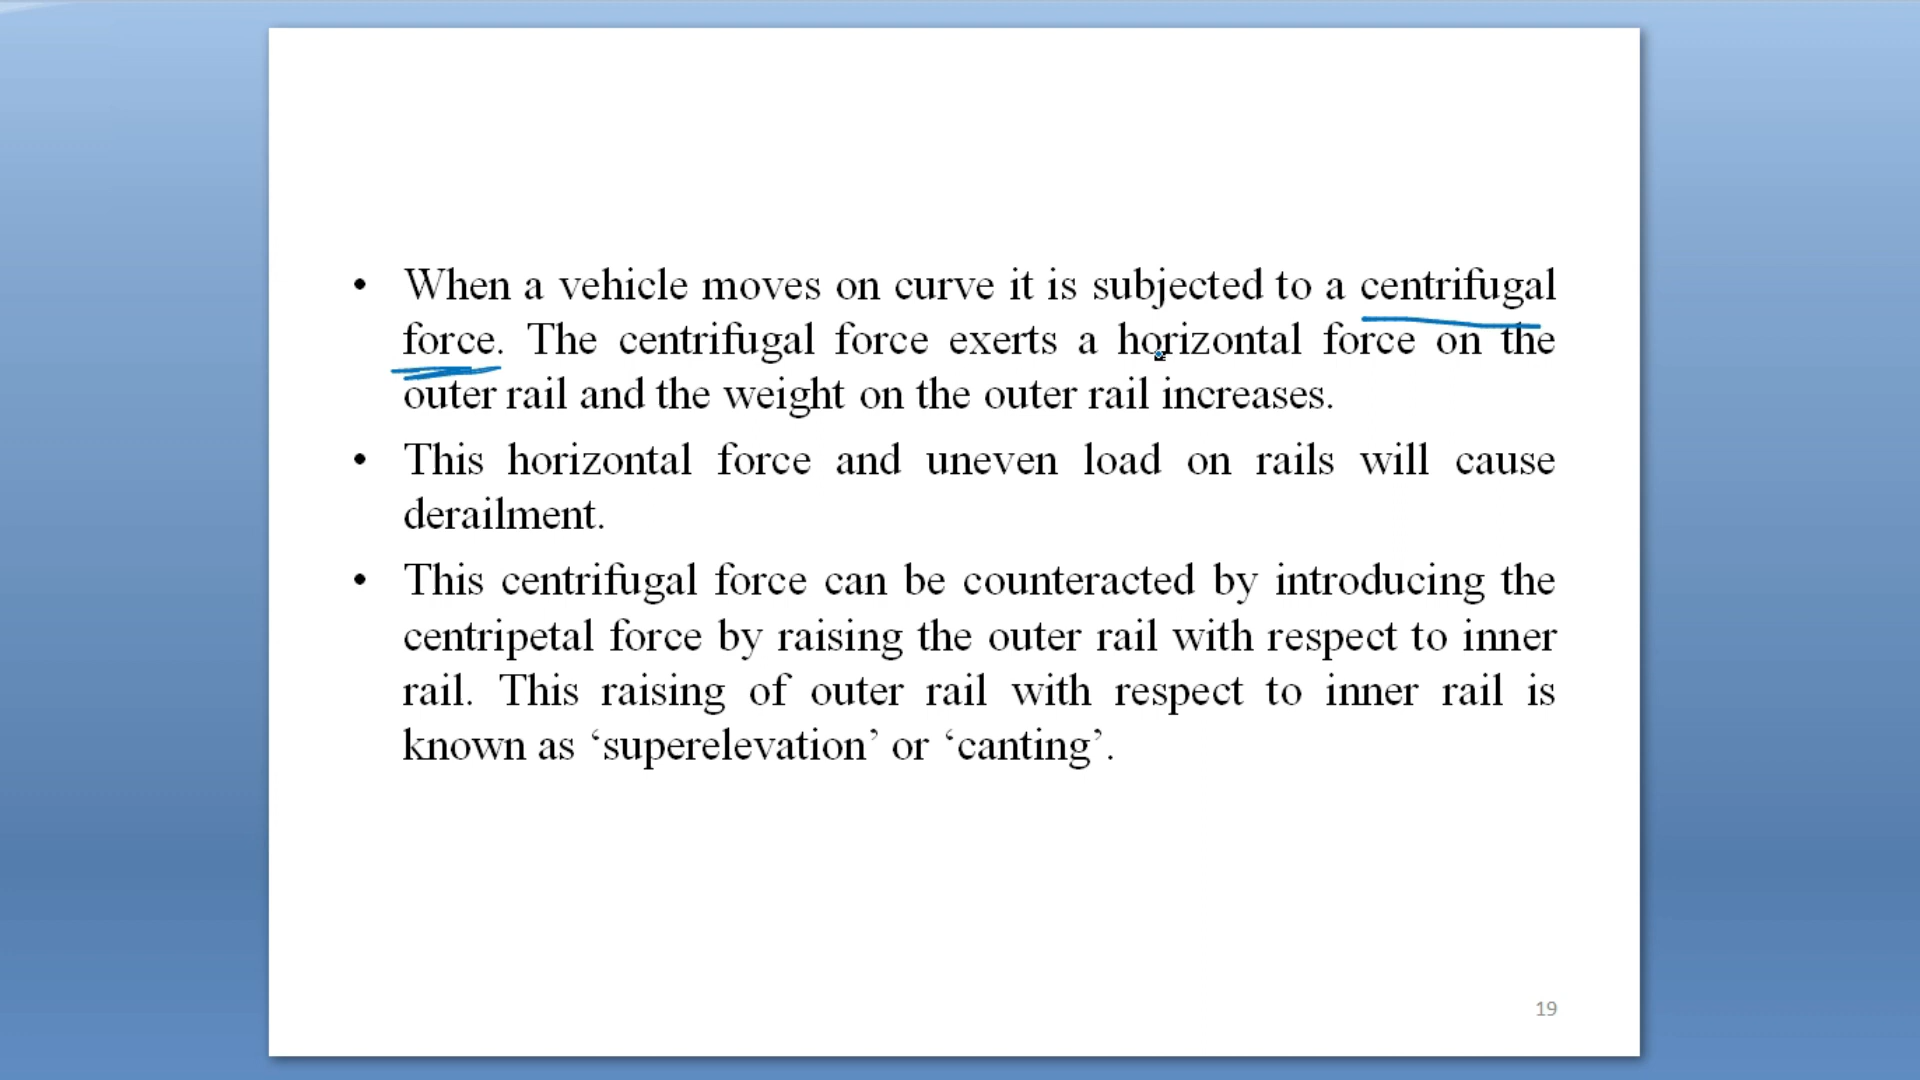 • When a vehicle moves on curve it is subjected to a centrifugal
force. The centrifugal force exerts a horizontal force on the
outer rail and the weight on the outer rail increases.
• This horizontal force and uneven load on rails will cause
derailment.
• This centrifugal force can be counteracted by introducing the
centripetal force by raising the outer rail with respect to inner
rail. This raising of outer rail with respect to inner rail is
known as ‘superelevation’ or ‘canting’.
19